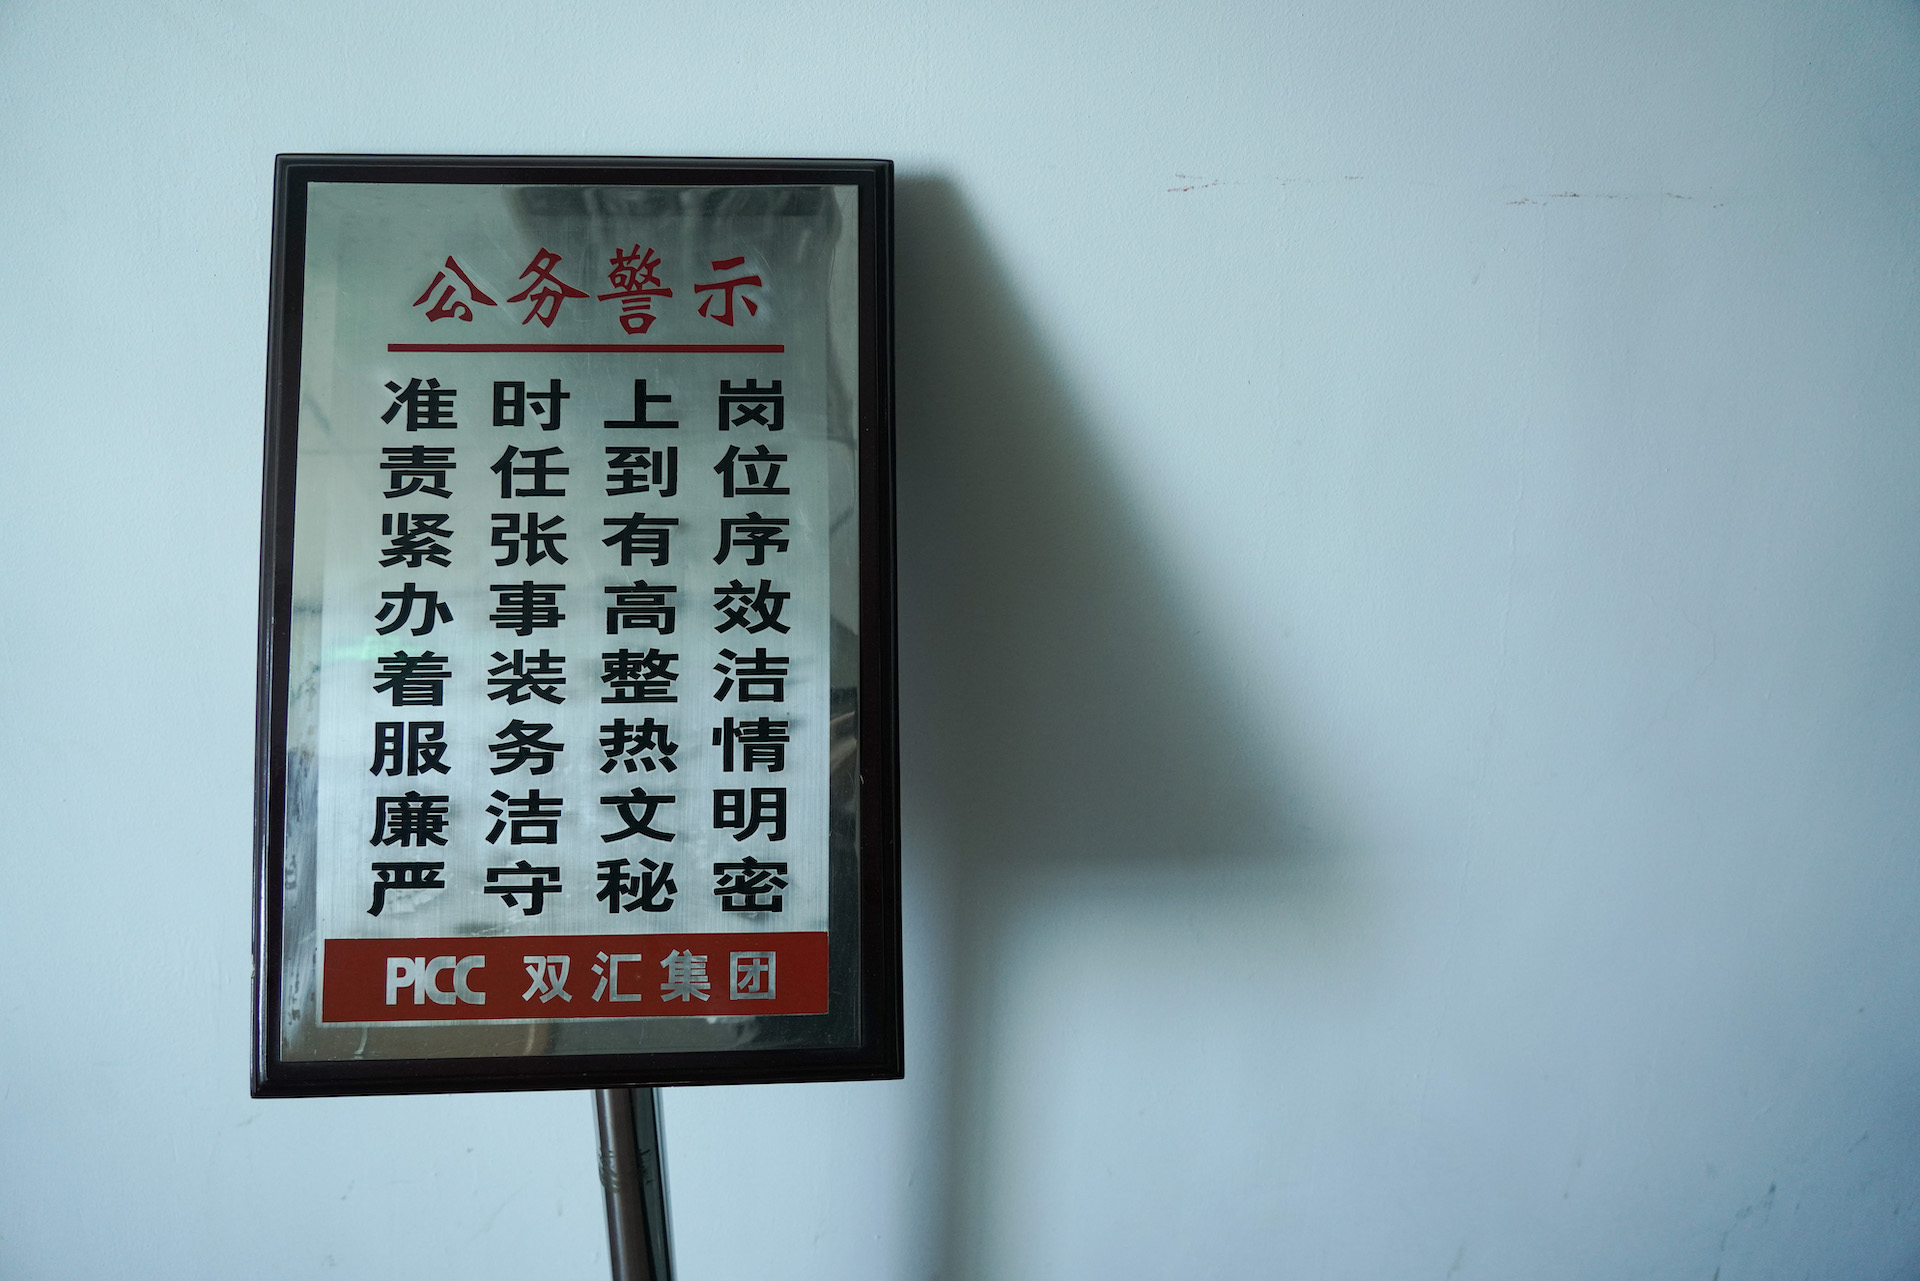 公务警示
准时上岗
责任到位
紧张有序
办事高效
着装整洁
服务热情
廉洁文明
严守秘密
PICC 双汇集团